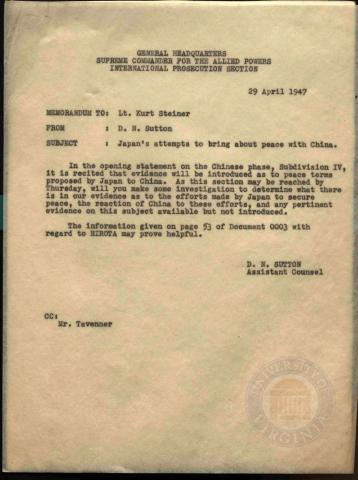 GENERAL HEADQUARTERS
SUPREME COMMANDER FOR THE ALLIED POWERS
INTERNATIONAL PROSECUTION SECTION
29 April 1947
MEMORANDUM TO: Lt. Kurt Steiner
FROM : D. N. Sutton
SUBJECT : Japan's attempts to bring about peace with China.
In the opening statement on the Chinese phase, Subdivision IV,
it is recited that evidence will be introduced as to peace terms
proposed by Japan to China. As this section may be reached by
Thursday, will you make some investigation to determine what there
is in our evidence as to the efforts made by Japan to secure
peace, the reaction of China to these efforts, and any pertinent
evidence on this subject available but not introduced.
The information given on page 53 of Document 0003 with
regard to HIROTA may prove helpful.
D. N. SUTTON
Assistant Counsel
CC:
Mr. Tavenner
UNIVERSITY OF VIRGINIA